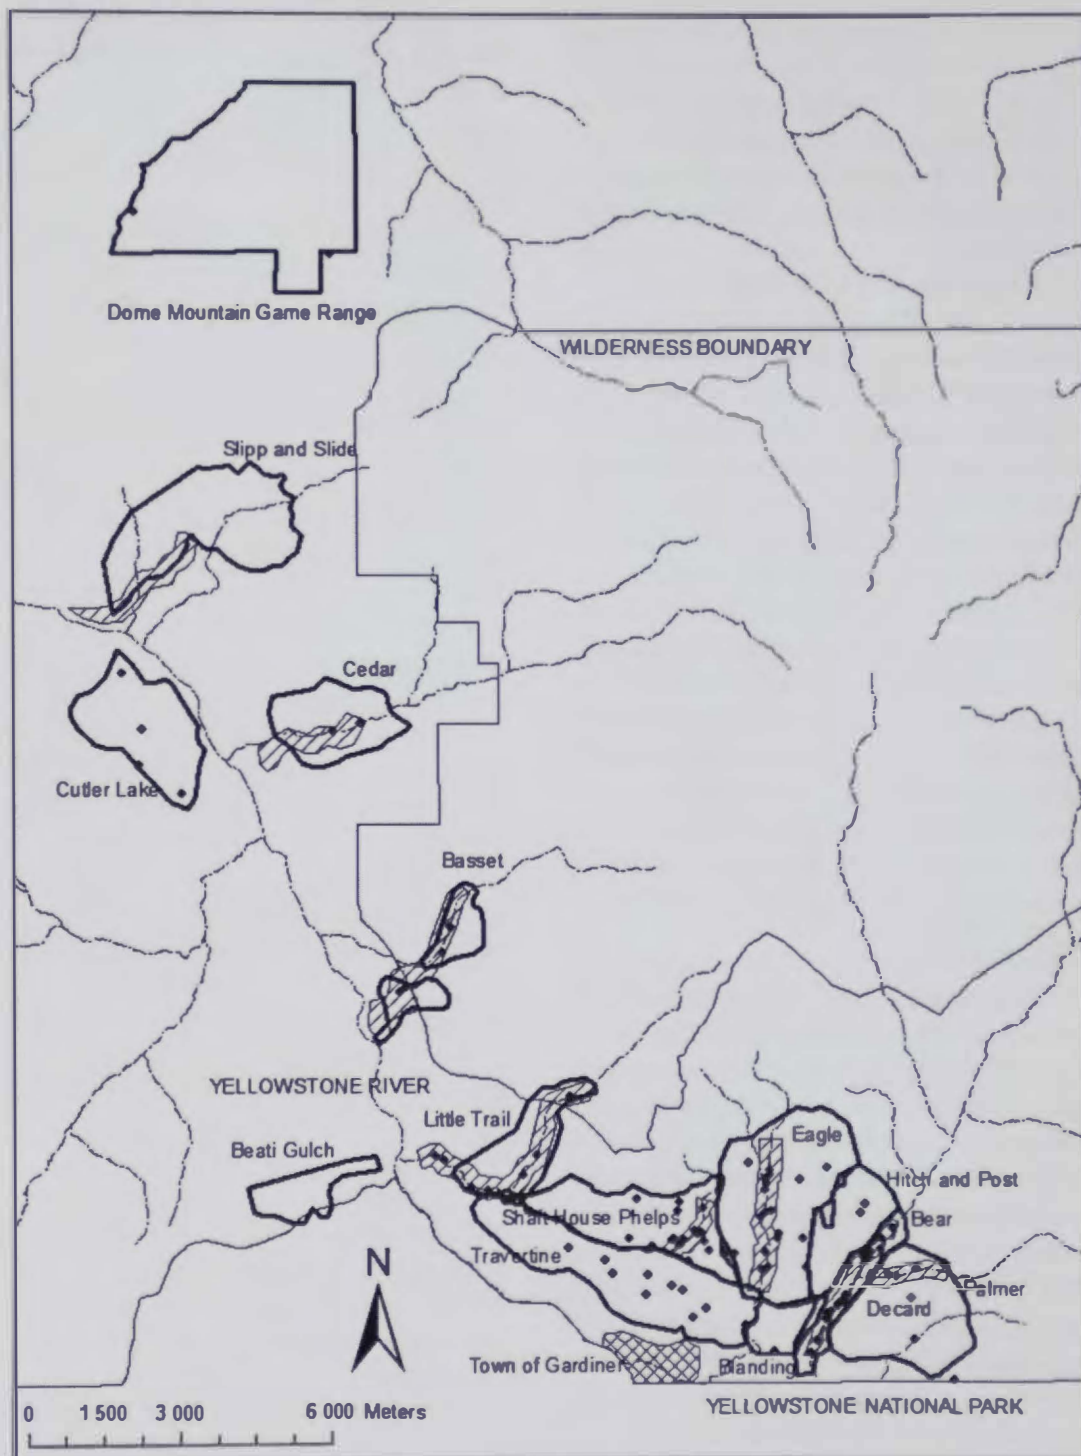 Dome Mountain Game Range
WILDERNESS BOUNDARY
Slipp and Slide
Cedar
Cutler Lake
Basset
YELLOWSTONE RIVER
Little Trail
Eagle
Beati Gulch
Hitch and Post
Shaft House Phelps
Bear
Travertine
N
Decard
Town of Gardiner
Blanding
YELLOWSTONE NATIONAL PARK
0 1 500 3 000 6 000 Meters